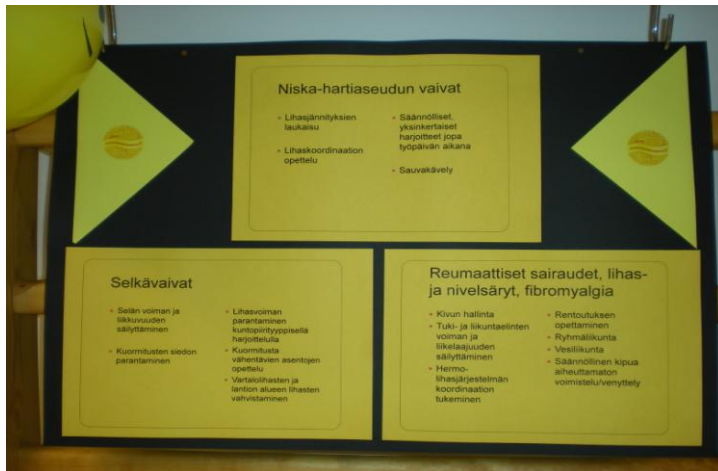 Niska-hartiaseudun vaivat
Lihasjännityksien
laukaisu
Lihaskoordinaation
opettelu
Säännölliset,
yksinkertaiset
harjoitteet jopa
työpäivän aikana
Sauvakävely
Selkävaivat
Selän voiman ja
liikkuvuuden
säilyttäminen
Kuormitusten siedon
parantaminen
Lihasvoiman
parantaminen
kuntopiirityyppisellä
harjoittelulla
Kuormitusta
vähentävien asentojen
opettelu
Vartalolihasten ja
lantion alueen lihasten
vahvistaminen
Reumaattiset sairaudet, lihas-
ja nivelsäryt, fibromyalgia
Kivun hallinta
Tuki- ja liikuntaelinten
voiman ja
liikelaajuuden
säilyttäminen
Hermo-
lihasjärjestelmän
koordinaation
tukeminen
Rentoutuksen
opettaminen
Ryhmäliikunta
Vesiliikunta
Säännöllinen kipua
aiheuttamaton
voimistelu/venyttely